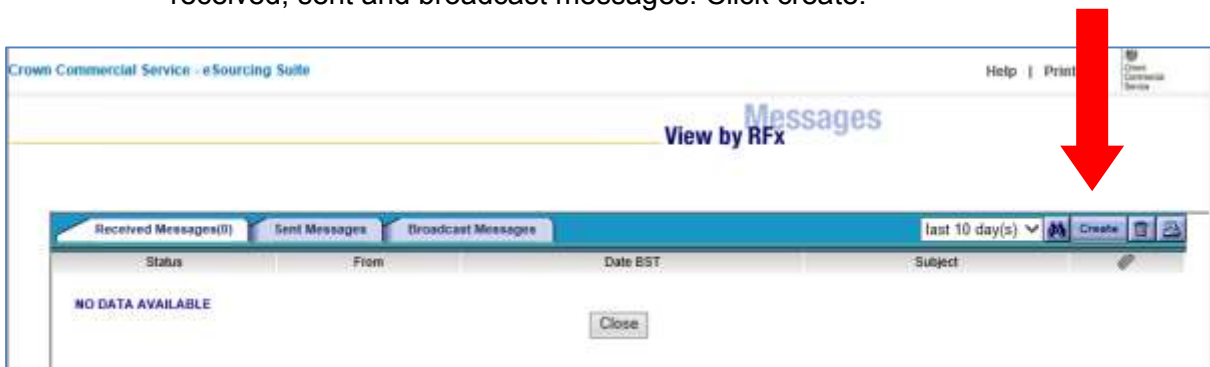 received, sent and broadcast messages. Click create.
Crown Commercial Service - eSourcing Suite
Help | Print
Crown
Commercial
Service
Messages
View by RFx
Received Messages(0) Sent Messages Broadcast Messages last 10 day(s) Create
Status From Date BST Subject
NO DATA AVAILABLE
Close